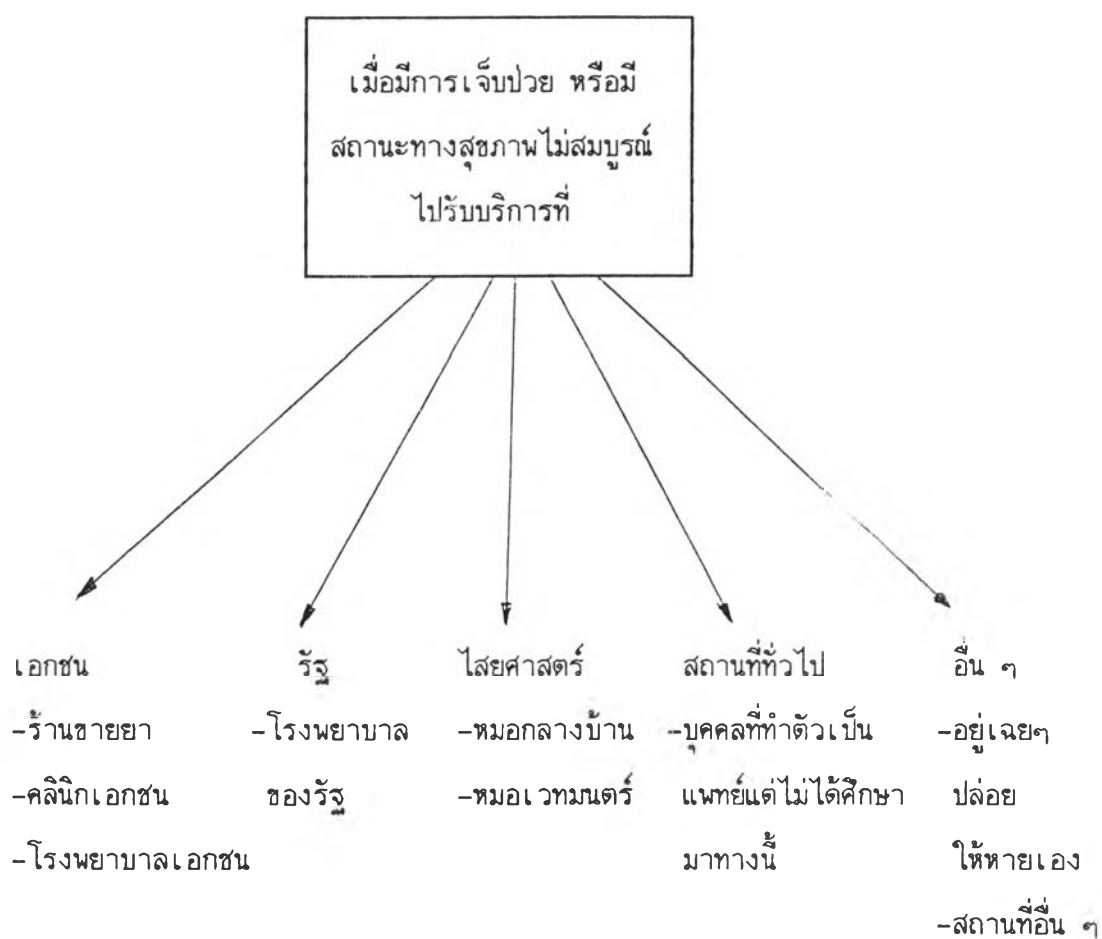 เมื่อมีการเจ็บป่วย หรือมี
สถานะทางสุขภาพไม่สมบูรณ์
ไปรับบริการที่
เอกชน
-ร้านขายยา
-คลินิกเอกชน
-โรงพยาบาลเอกชน
รัฐ
-โรงพยาบาล
ของรัฐ
ไสยศาสตร์
-หมอกลางบ้าน
-หมอเวทมนตร์
สถานที่ทั่วไป
-บุคคลที่ทำตัวเป็น
แพทย์แต่ไม่ได้ศึกษา
มาทางนี้
อื่น ๆ
-อยู่เฉยๆ
ปล่อย
ให้หายเอง
-สถานที่อื่น ๆ